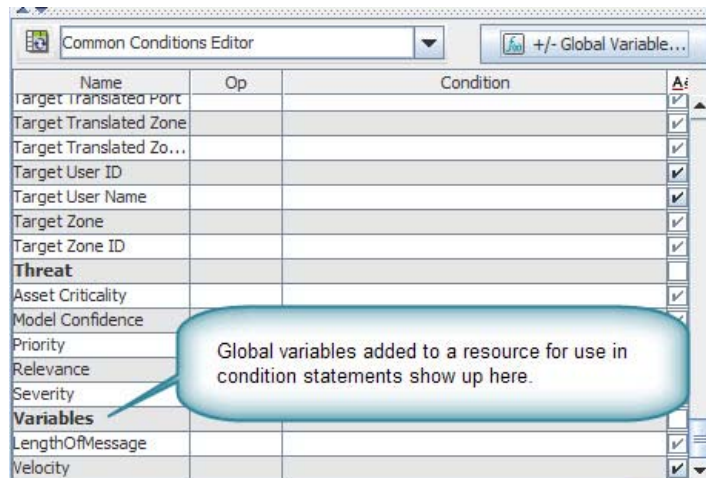 Common Conditions Editor
+/- Global Variable...
Name Op Condition
Target Translated Port
Target Translated Zone
Target Translated Zo...
Target User ID
Target User Name
Target Zone
Target Zone ID
Threat
Asset Criticality
Model Confidence
Priority
Relevance
Severity
Variables
LengthOfMessage
Velocity
Global variables added to a resource for use in
condition statements show up here.